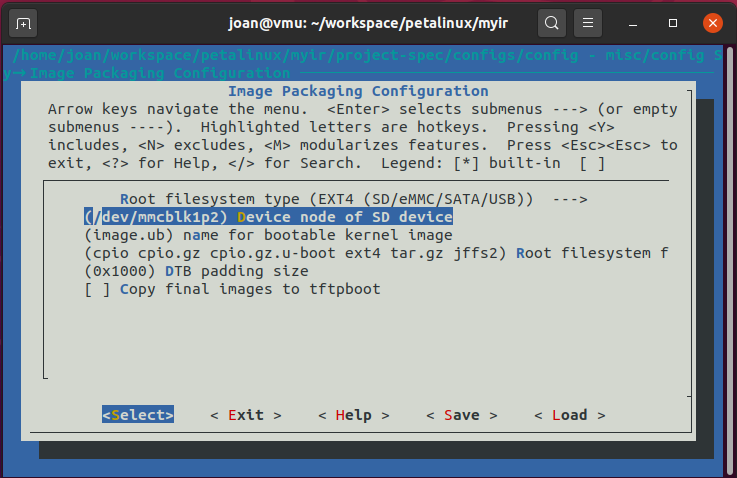 joan@vmu: ~/workspace/petalinux/myir
/home/joan/workspace/petalinux/myir/project-spec/configs/config - misc/config S
y→Image Packaging Configuration
Image Packaging Configuration
Arrow keys navigate the menu.  <Enter> selects submenus ---> (or empty
submenus ----).  Highlighted letters are hotkeys.  Pressing <Y>
includes, <N> excludes, <M> modularizes features.  Press <Esc><Esc> to
exit, <?> for Help, </> for Search.  Legend: [*] built-in  [ ]
Root filesystem type (EXT4 (SD/eMMC/SATA/USB))  --->
(/dev/mmcblk1p2) Device node of SD device
(image.ub) name for bootable kernel image
(cpio cpio.gz cpio.gz.u-boot ext4 tar.gz jffs2) Root filesystem f
(0x1000) DTB padding size
[ ] Copy final images to tftpboot
<Select>    < Exit >    < Help >    < Save >    < Load >